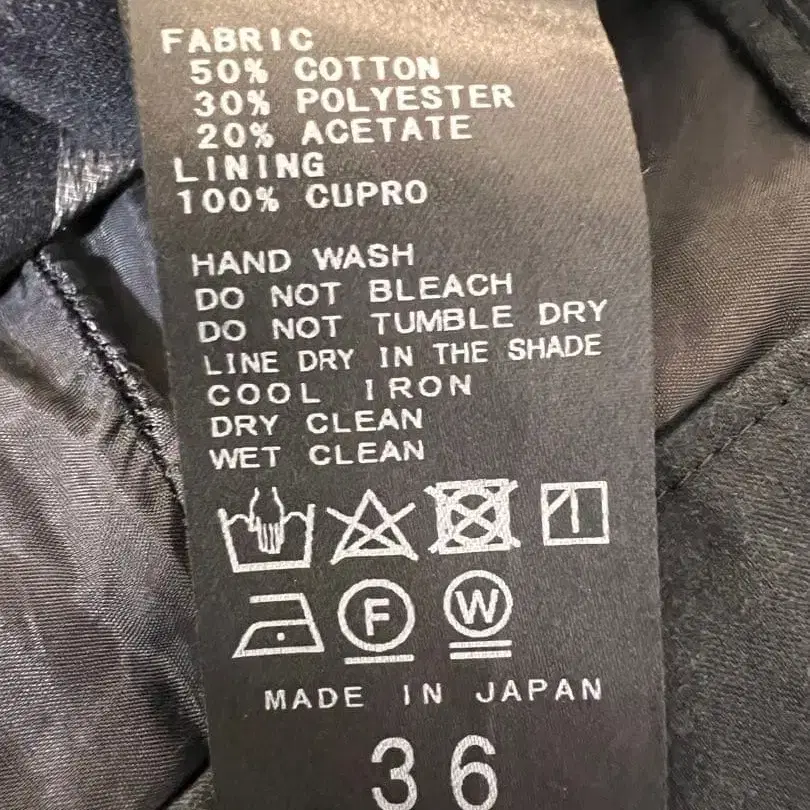 FABRIC
50% COTTON
30% POLYESTER
20% ACETATE
LINING
100% CUPRO
HAND WASH
DO NOT BLEACH
DO NOT TUMBLE DRY
LINE DRY IN THE SHADE
COOL IRON
DRY CLEAN
WET CLEAN
F W
MADE IN JAPAN
36